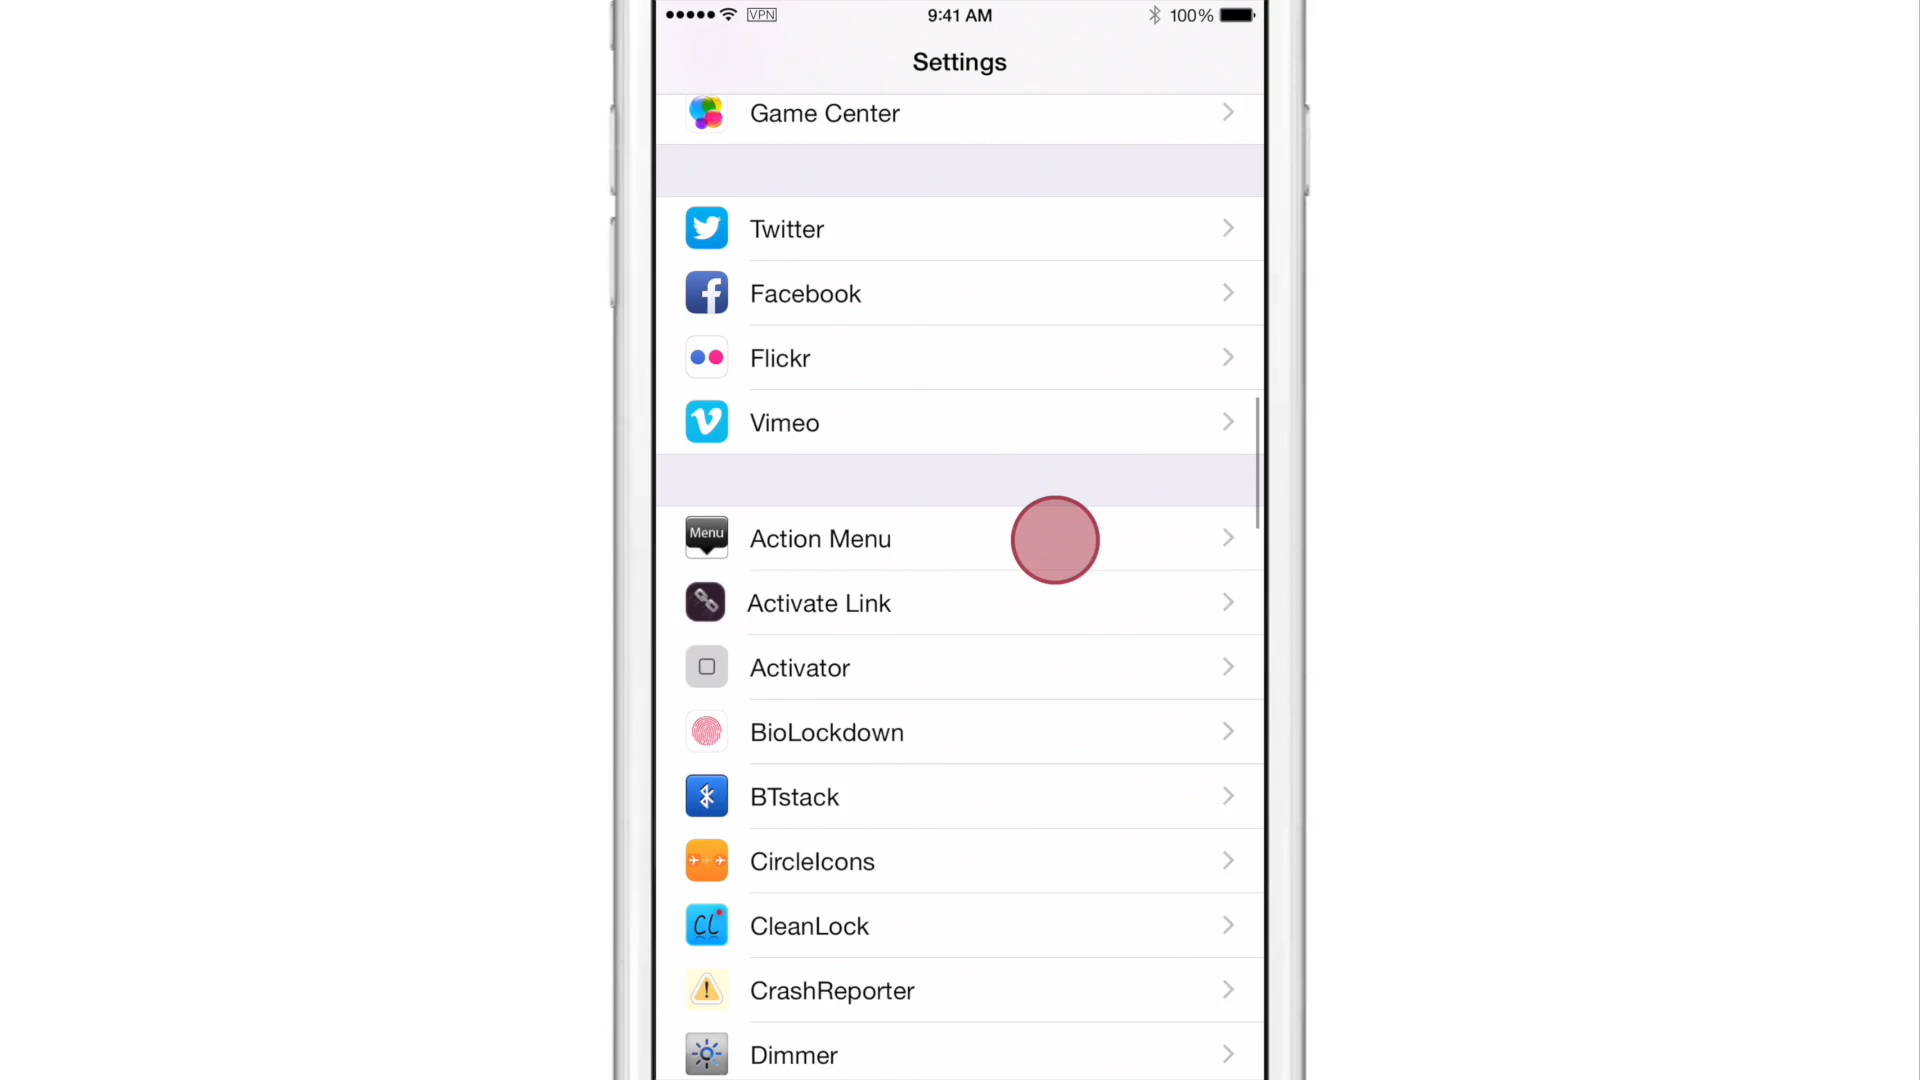 VPN 9:41 AM 100%
Settings
Game Center
Twitter
Facebook
Flickr
Vimeo
Menu Action Menu
Activate Link
Activator
BioLockdown
BTstack
CircleIcons
CL CleanLock
CrashReporter
Dimmer